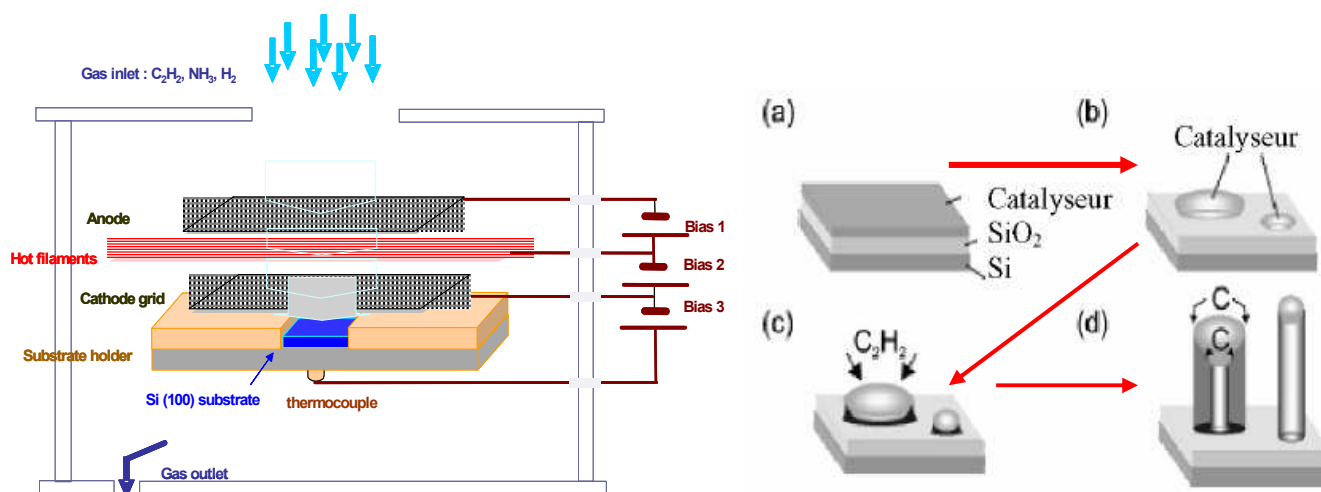 Gas inlet : C₂H₂, NH₃, H₂
Anode
Hot filaments
Cathode grid
Substrate holder
Si (100) substrate
thermocouple
Gas outlet
Bias 1
Bias 2
Bias 3
(a)
Catalyseur
SiO₂
Si
(b)
Catalyseur
(c)
C₂H₂
(d)
C
C